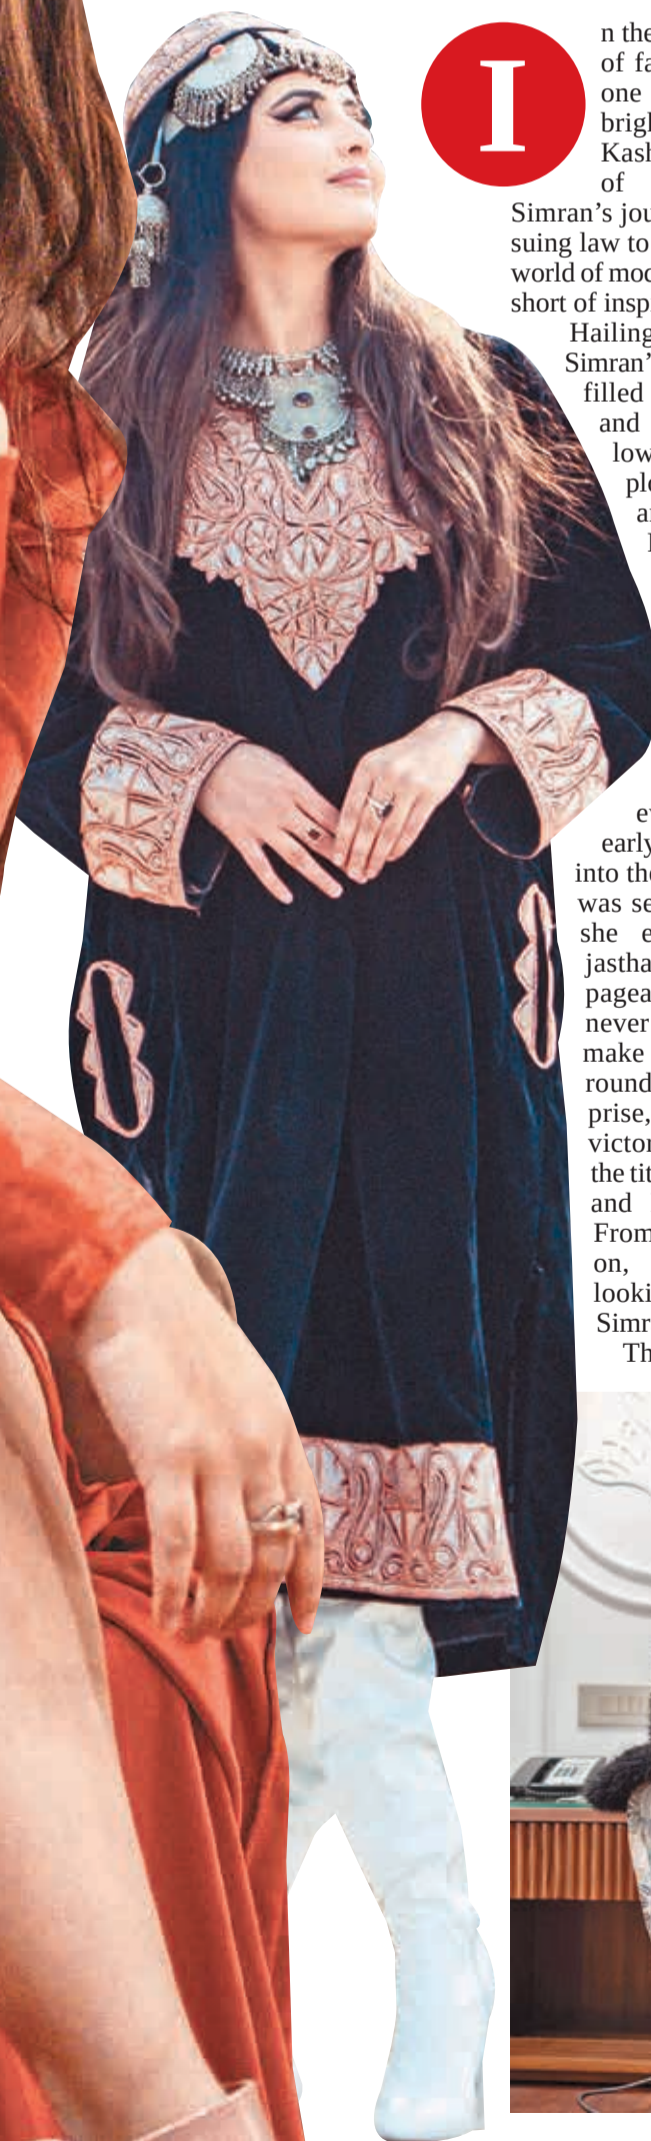 I
n the
of fa
one
brigh
Kash
of
Simran’s jou
suing law to
world of mod
short of insp
Hailing
Simran’
filled
and
low
ple
a
ev
early
into the
was se
she e
jastha
pagea
never
make
round
prise,
victor
the tit
and
From
on,
looki
Simr
Th